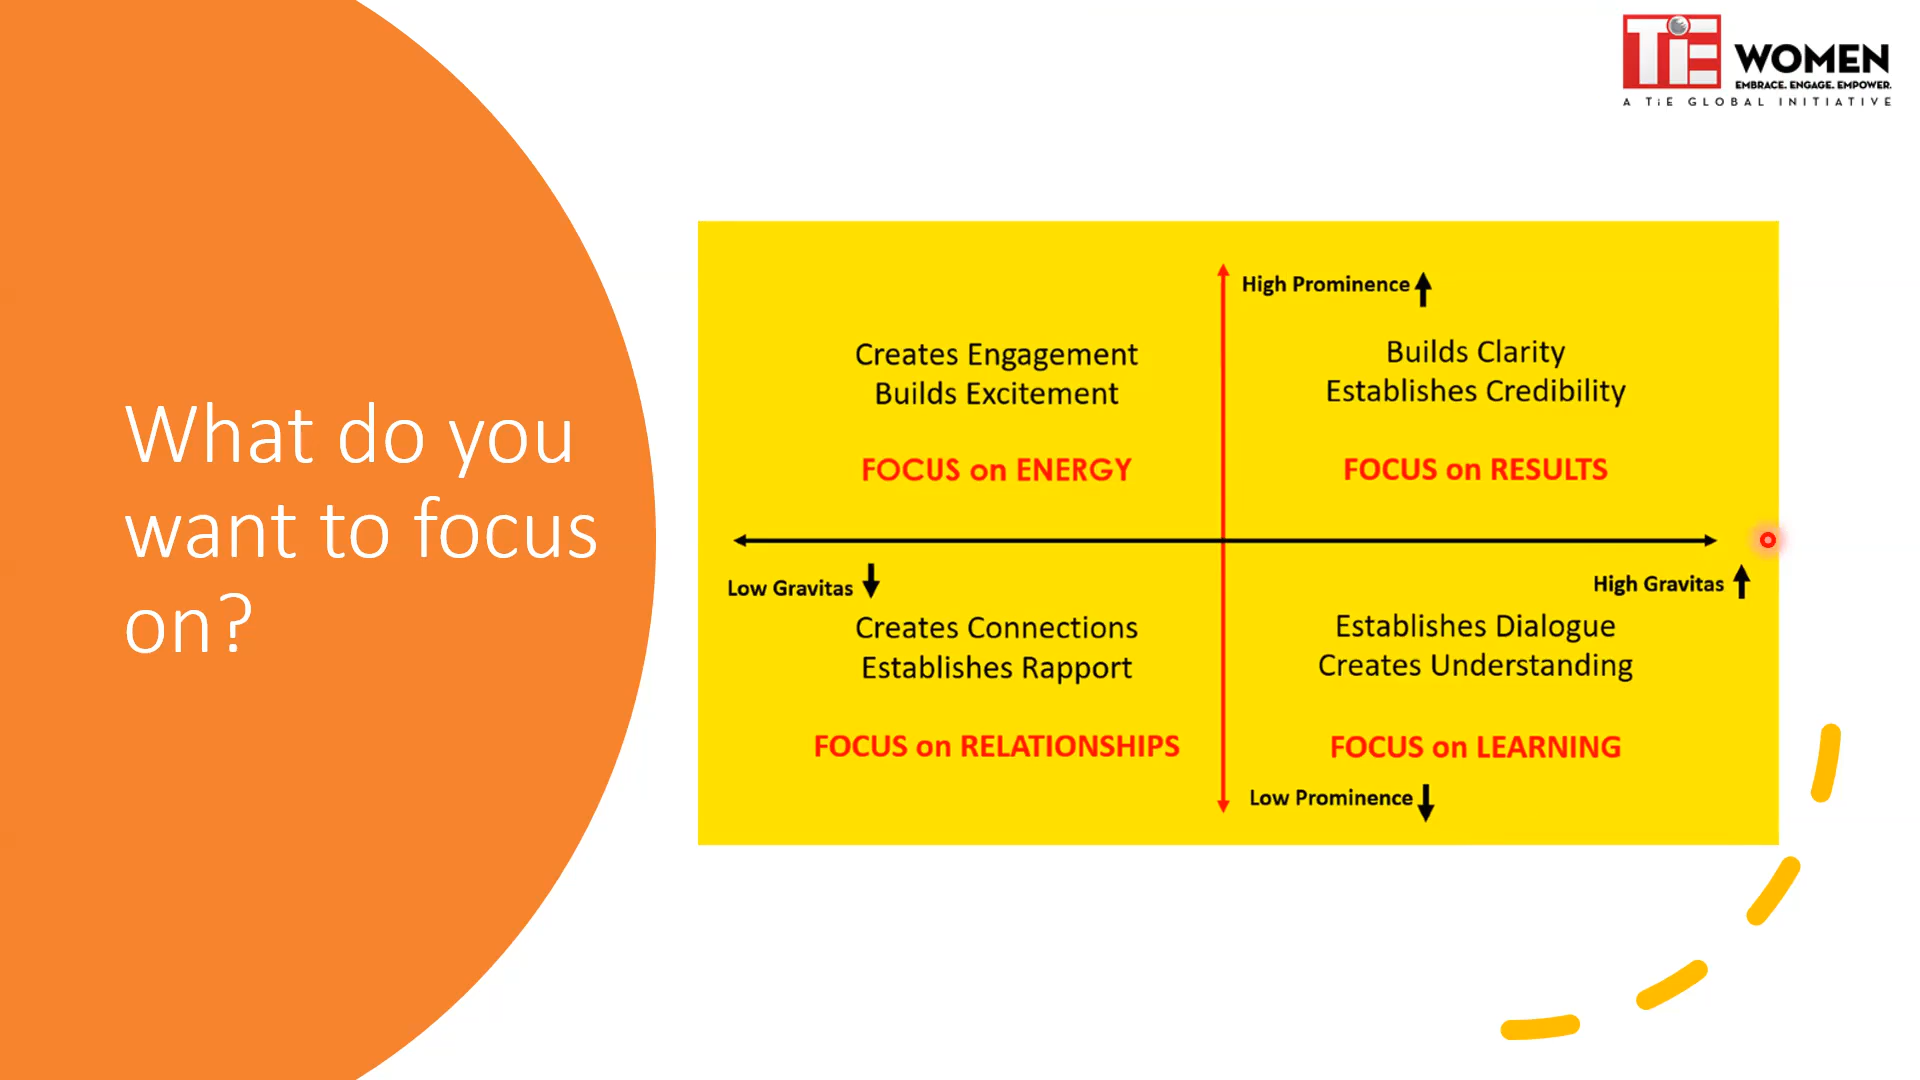 TiE WOMEN
EMBRACE. ENGAGE. EMPOWER.
A TiE GLOBAL INITIATIVE
What do you
want to focus
on?
High Prominence
Creates Engagement
Builds Excitement
FOCUS on ENERGY
Builds Clarity
Establishes Credibility
FOCUS on RESULTS
Low Gravitas
High Gravitas
Creates Connections
Establishes Rapport
FOCUS on RELATIONSHIPS
Establishes Dialogue
Creates Understanding
FOCUS on LEARNING
Low Prominence